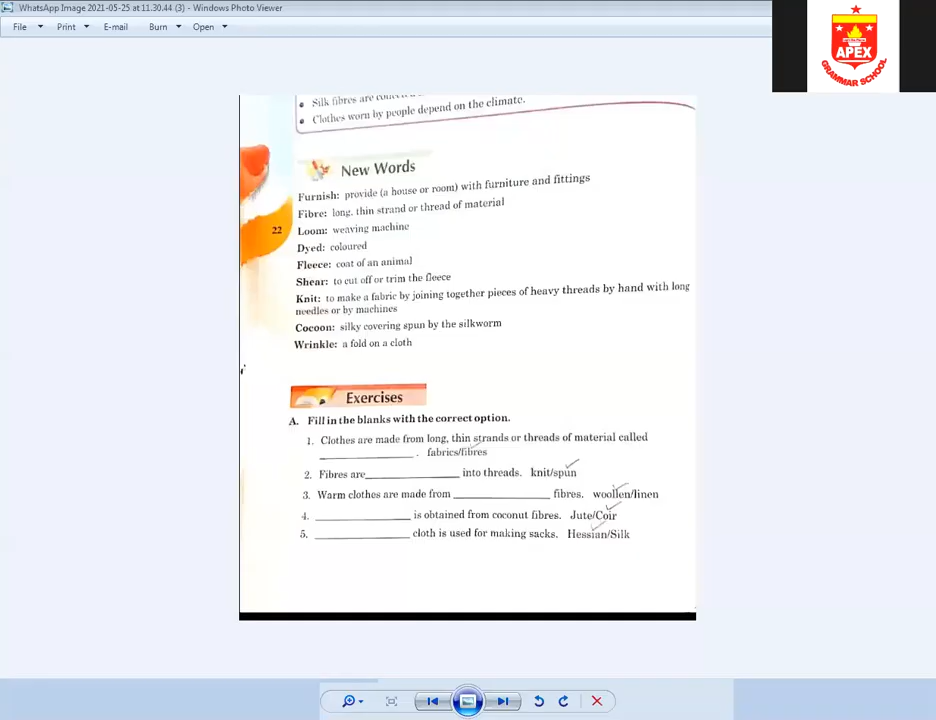 WhatsApp Image 2021-05-25 at 11.30.44 (3) - Windows Photo Viewer
File Print E-mail Burn Open
APEX
GRAMMAR SCHOOL
Silk fibres are
Clothes worn by people depend on the climate.
New Words
Furnish: provide (a house or room) with furniture and fittings
Fibre: long, thin strand or thread of material
22
Loom: weaving machine
Dyed: coloured
Fleece: coat of an animal
Shear: to cut off or trim the fleece
Knit: to make a fabric by joining together pieces of heavy threads by hand with long
needles or by machines
Cocoon: silky covering spun by the silkworm
Wrinkle: a fold on a cloth
Exercises
A. Fill in the blanks with the correct option.
1. Clothes are made from long, thin strands or threads of material called
____________ . fabrics/fibres
2. Fibres are____________ into threads. knit/spun
3. Warm clothes are made from ____________ fibres. woollen/linen
4. ____________ is obtained from coconut fibres. Jute/Coir
5. ____________ cloth is used for making sacks. Hessian/Silk